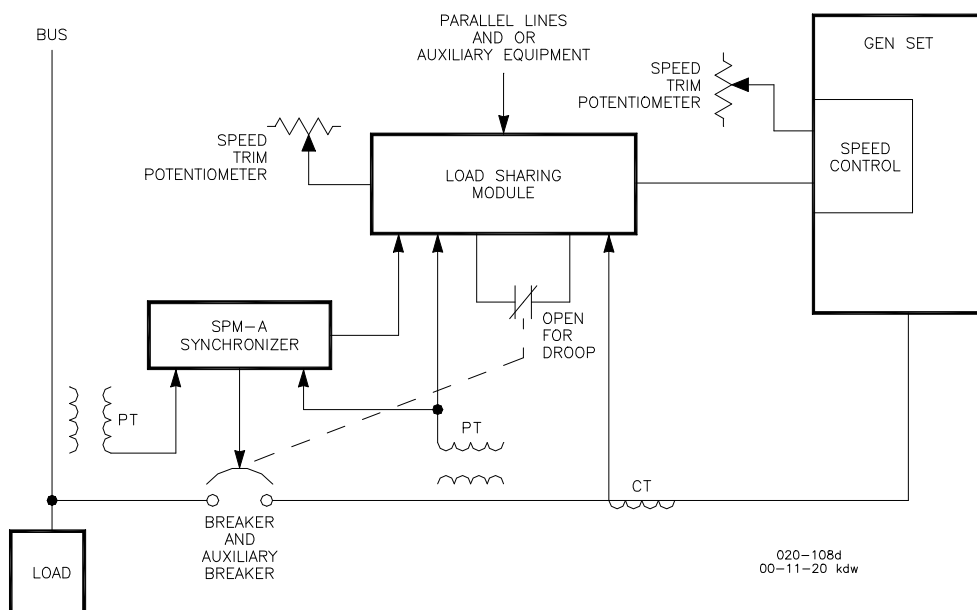 BUS
PARALLEL LINES
AND OR
AUXILIARY EQUIPMENT
GEN SET
SPEED
TRIM
POTENTIOMETER
SPEED
TRIM
POTENTIOMETER
LOAD SHARING
MODULE
SPEED
CONTROL
SPM-A
SYNCHRONIZER
OPEN
FOR
DROOP
PT
PT
CT
BREAKER
AND
AUXILIARY
BREAKER
LOAD
020-108d
00-11-20 kdw